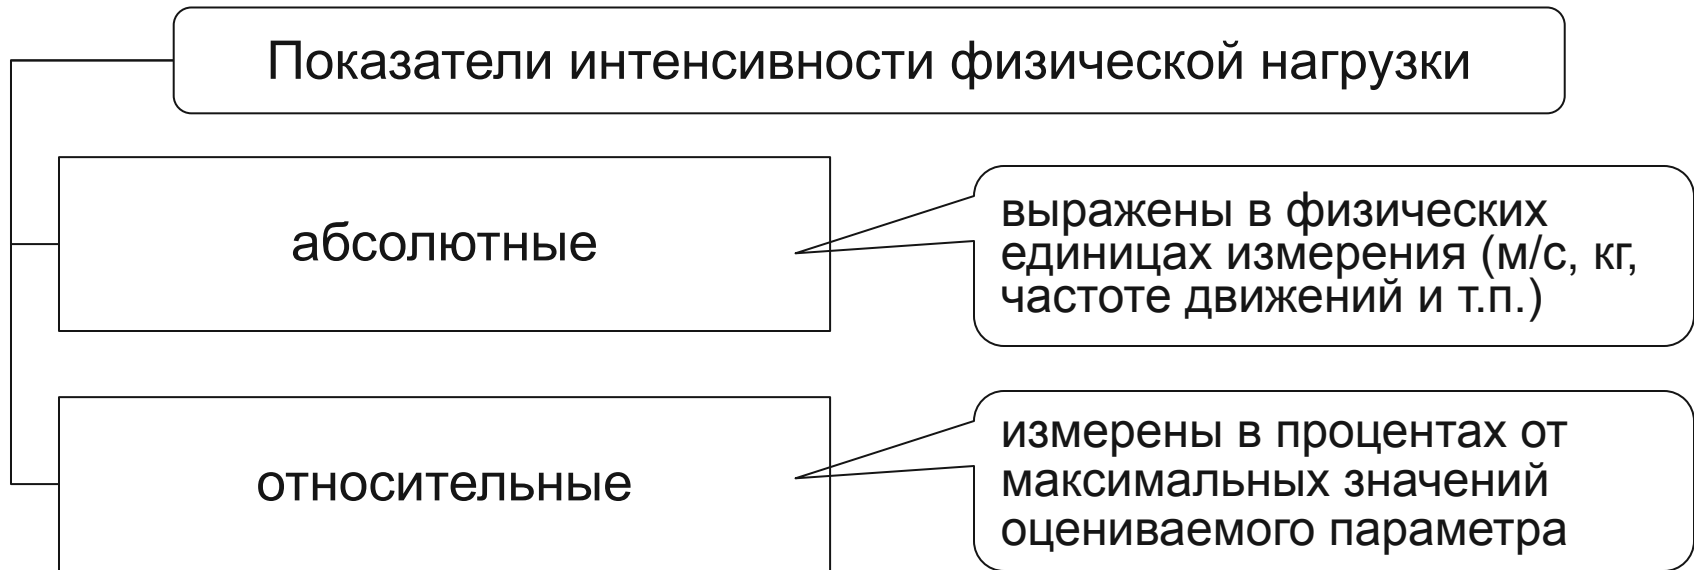 Показатели интенсивности физической нагрузки
абсолютные
выражены в физических
единицах измерения (м/с, кг,
частоте движений и т.п.)
относительные
измерены в процентах от
максимальных значений
оцениваемого параметра